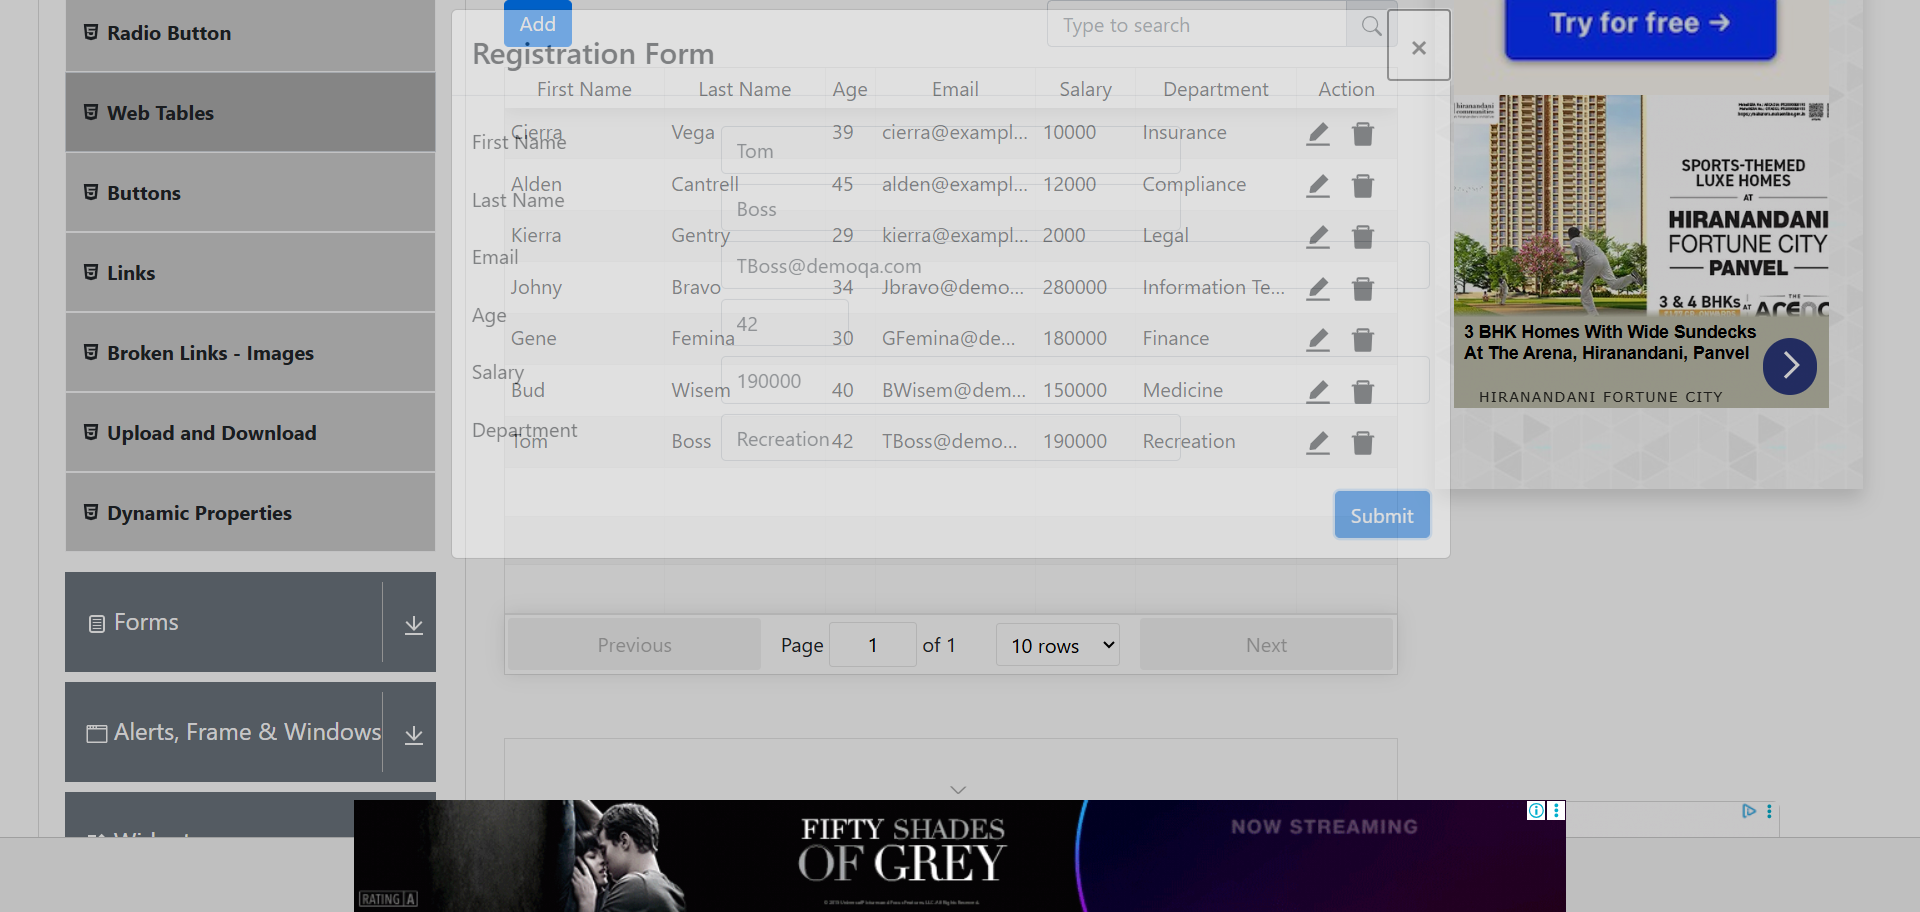 Radio Button
Web Tables
Buttons
Links
Broken Links - Images
Upload and Download
Dynamic Properties
Forms
Alerts, Frame & Windows
Add
Type to search
Registration Form
×
First Name Last Name Age Email Salary Department Action
Cierra Vega 39 cierra@exampl... 10000 Insurance
Alden Cantrell 45 alden@exampl... 12000 Compliance
Kierra Gentry 29 kierra@exampl... 2000 Legal
Johny Bravo 34 Jbravo@demo... 280000 Information Te...
Gene Femina 30 GFemina@de... 180000 Finance
Bud Wisem 40 BWisem@dem... 150000 Medicine
Tom Boss 42 TBoss@demo... 190000 Recreation
First Name Tom
Last Name Boss
Email TBoss@demoqa.com
Age 42
Salary 190000
Department Recreation
Submit
Previous Page 1 of 1 10 rows Next
Try for free →
hiranandani
communities
SPORTS-THEMED
LUXE HOMES
AT
HIRANANDANI
FORTUNE CITY
PANVEL
3 & 4 BHKs AT THE
3 BHK Homes With Wide Sundecks
At The Arena, Hiranandani, Panvel
HIRANANDANI FORTUNE CITY
FIFTY SHADES
OF GREY
NOW STREAMING
RATING A